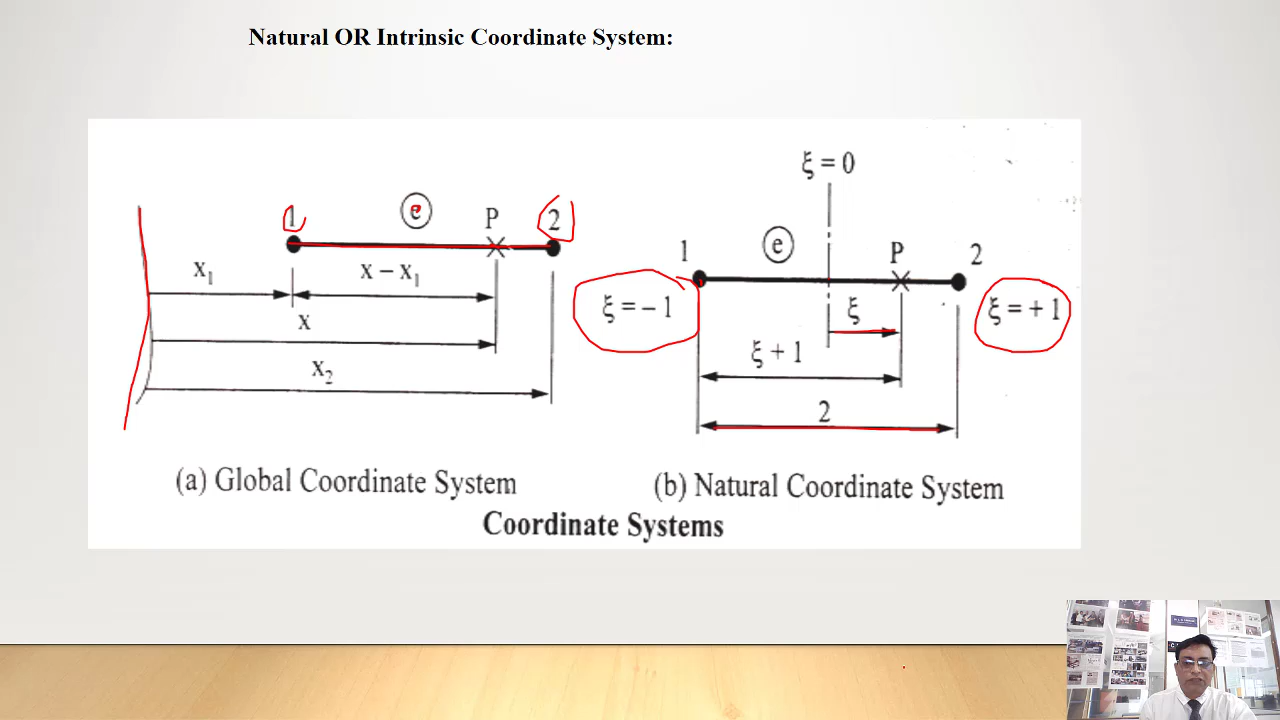 Natural OR Intrinsic Coordinate System:
ξ = 0
1 e P 2
x₁ x – x₁
x
x₂
(a) Global Coordinate System
1 e P 2
ξ = – 1 ξ ξ = + 1
ξ + 1
2
(b) Natural Coordinate System
Coordinate Systems